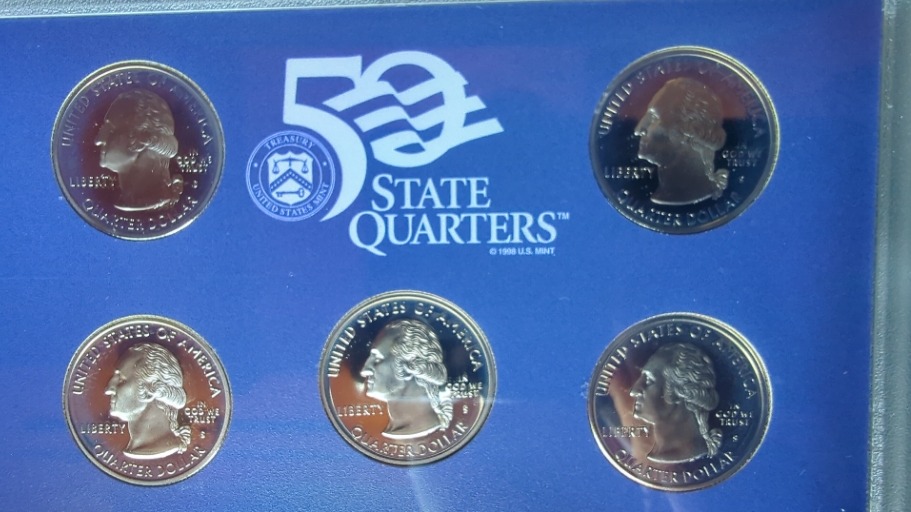 UNITED STATES OF AMERICA
LIBERTY
IN
GOD WE
TRUST
S
QUARTER DOLLAR
50
TREASURY
UNITED STATES MINT
STATE
QUARTERS™
© 1998 U.S. MINT
UNITED STATES OF AMERICA
LIBERTY
IN
GOD WE
TRUST
S
QUARTER DOLLAR
UNITED STATES OF AMERICA
LIBERTY
IN
GOD WE
TRUST
S
QUARTER DOLLAR
UNITED STATES OF AMERICA
LIBERTY
IN
GOD WE
TRUST
S
QUARTER DOLLAR
UNITED STATES OF AMERICA
LIBERTY
IN
GOD WE
TRUST
S
QUARTER DOLLAR